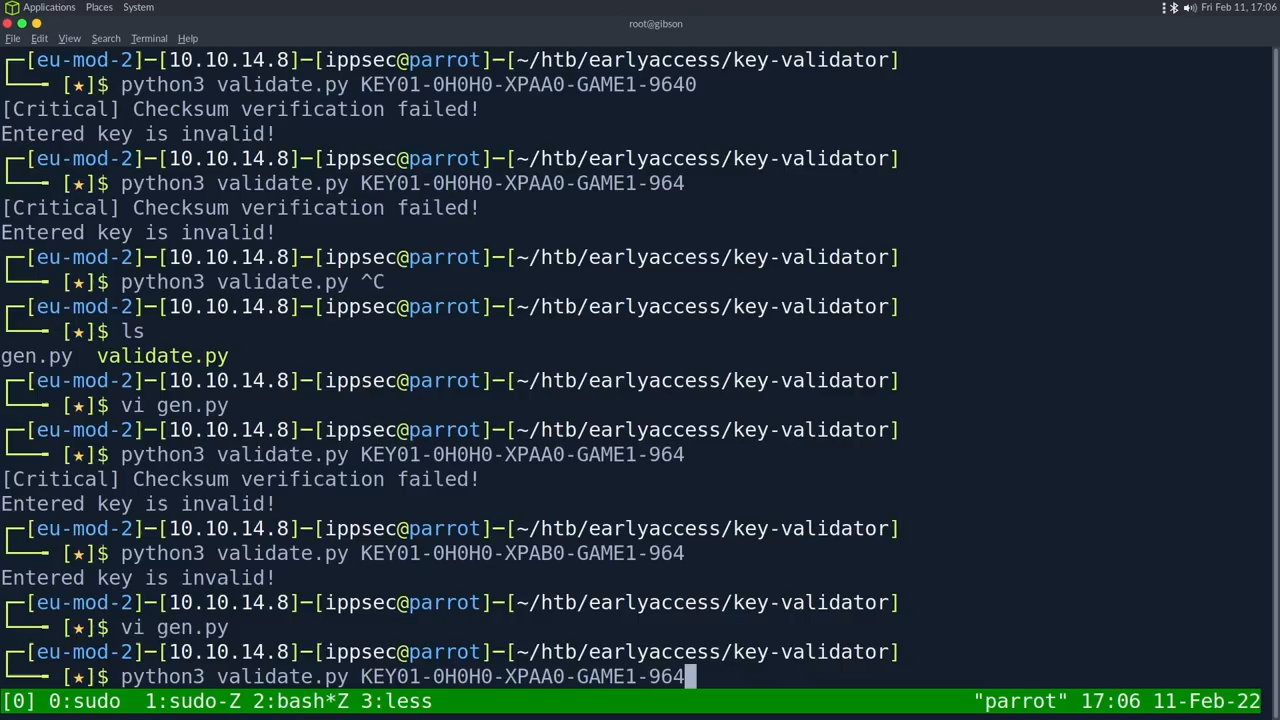 Applications Places System Fri Feb 11, 17:06
root@gibson
File Edit View Search Terminal Help
┌─[eu-mod-2]─[10.10.14.8]─[ippsec@parrot]─[~/htb/earlyaccess/key-validator]
└──╼ [★]$ python3 validate.py KEY01-0H0H0-XPAA0-GAME1-9640
[Critical] Checksum verification failed!
Entered key is invalid!
┌─[eu-mod-2]─[10.10.14.8]─[ippsec@parrot]─[~/htb/earlyaccess/key-validator]
└──╼ [★]$ python3 validate.py KEY01-0H0H0-XPAA0-GAME1-964
[Critical] Checksum verification failed!
Entered key is invalid!
┌─[eu-mod-2]─[10.10.14.8]─[ippsec@parrot]─[~/htb/earlyaccess/key-validator]
└──╼ [★]$ python3 validate.py ^C
┌─[eu-mod-2]─[10.10.14.8]─[ippsec@parrot]─[~/htb/earlyaccess/key-validator]
└──╼ [★]$ ls
gen.py  validate.py
┌─[eu-mod-2]─[10.10.14.8]─[ippsec@parrot]─[~/htb/earlyaccess/key-validator]
└──╼ [★]$ vi gen.py
┌─[eu-mod-2]─[10.10.14.8]─[ippsec@parrot]─[~/htb/earlyaccess/key-validator]
└──╼ [★]$ python3 validate.py KEY01-0H0H0-XPAA0-GAME1-964
[Critical] Checksum verification failed!
Entered key is invalid!
┌─[eu-mod-2]─[10.10.14.8]─[ippsec@parrot]─[~/htb/earlyaccess/key-validator]
└──╼ [★]$ python3 validate.py KEY01-0H0H0-XPAB0-GAME1-964
Entered key is invalid!
┌─[eu-mod-2]─[10.10.14.8]─[ippsec@parrot]─[~/htb/earlyaccess/key-validator]
└──╼ [★]$ vi gen.py
┌─[eu-mod-2]─[10.10.14.8]─[ippsec@parrot]─[~/htb/earlyaccess/key-validator]
└──╼ [★]$ python3 validate.py KEY01-0H0H0-XPAA0-GAME1-964
[0] 0:sudo  1:sudo-Z 2:bash*Z 3:less "parrot" 17:06 11-Feb-22